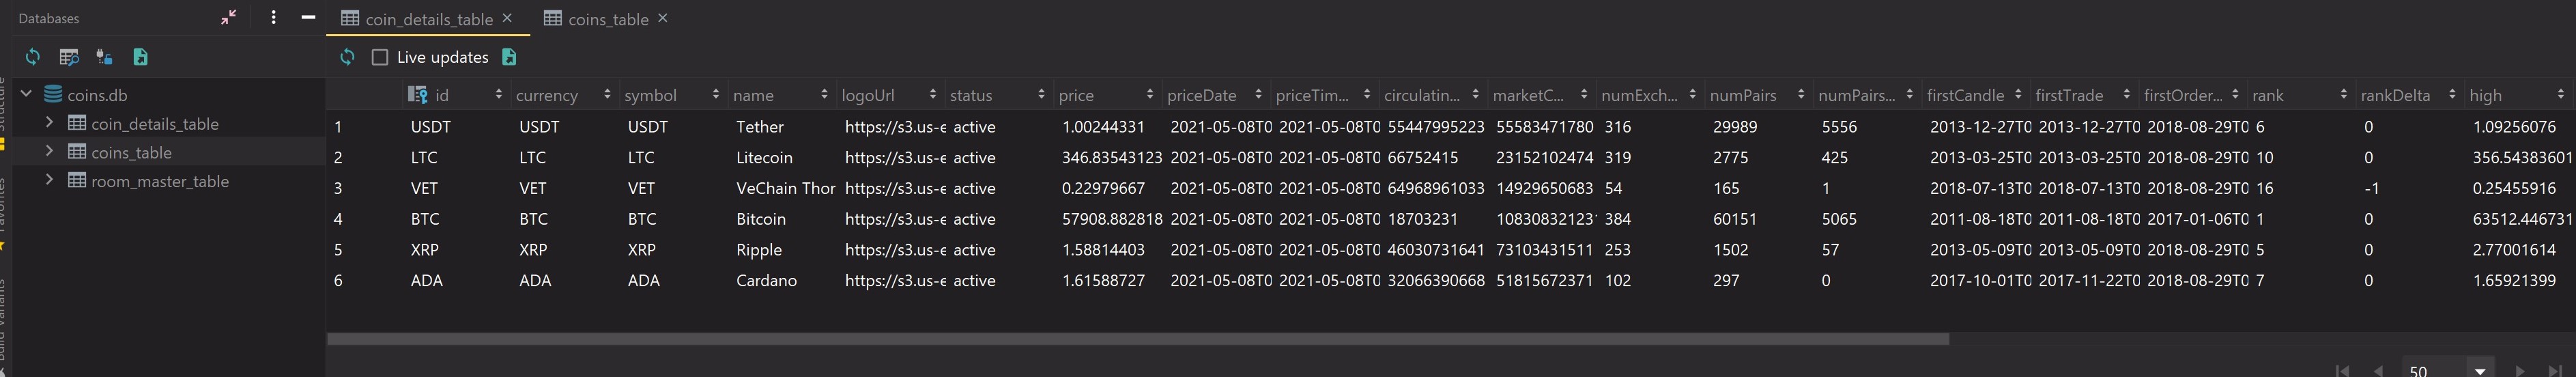 Databases
coin_details_table
coins_table
Live updates
coins.db
coin_details_table
coins_table
room_master_table
id currency symbol name logoUrl status price priceDate priceTim... circulatin... marketC... numExch... numPairs numPairs... firstCandle firstTrade firstOrder... rank rankDelta high
1 USDT USDT USDT Tether https://s3.us-e active 1.00244331 2021-05-08T0 2021-05-08T0 55447995223 55583471780 316 29989 5556 2013-12-27T0 2013-12-27T0 2018-08-29T0 6 0 1.09256076
2 LTC LTC LTC Litecoin https://s3.us-e active 346.83543123 2021-05-08T0 2021-05-08T0 66752415 23152102474 319 2775 425 2013-03-25T0 2013-03-25T0 2018-08-29T0 10 0 356.54383601
3 VET VET VET VeChain Thor https://s3.us-e active 0.22979667 2021-05-08T0 2021-05-08T0 64968961033 14929650683 54 165 1 2018-07-13T0 2018-07-13T0 2018-08-29T0 16 -1 0.25455916
4 BTC BTC BTC Bitcoin https://s3.us-e active 57908.882818 2021-05-08T0 2021-05-08T0 18703231 10830832123 384 60151 5065 2011-08-18T0 2011-08-18T0 2017-01-06T0 1 0 63512.446731
5 XRP XRP XRP Ripple https://s3.us-e active 1.58814403 2021-05-08T0 2021-05-08T0 46030731641 73103431511 253 1502 57 2013-05-09T0 2013-05-09T0 2018-08-29T0 5 0 2.77001614
6 ADA ADA ADA Cardano https://s3.us-e active 1.61588727 2021-05-08T0 2021-05-08T0 32066390668 51815672371 102 297 0 2017-10-01T0 2017-11-22T0 2018-08-29T0 7 0 1.65921399
50